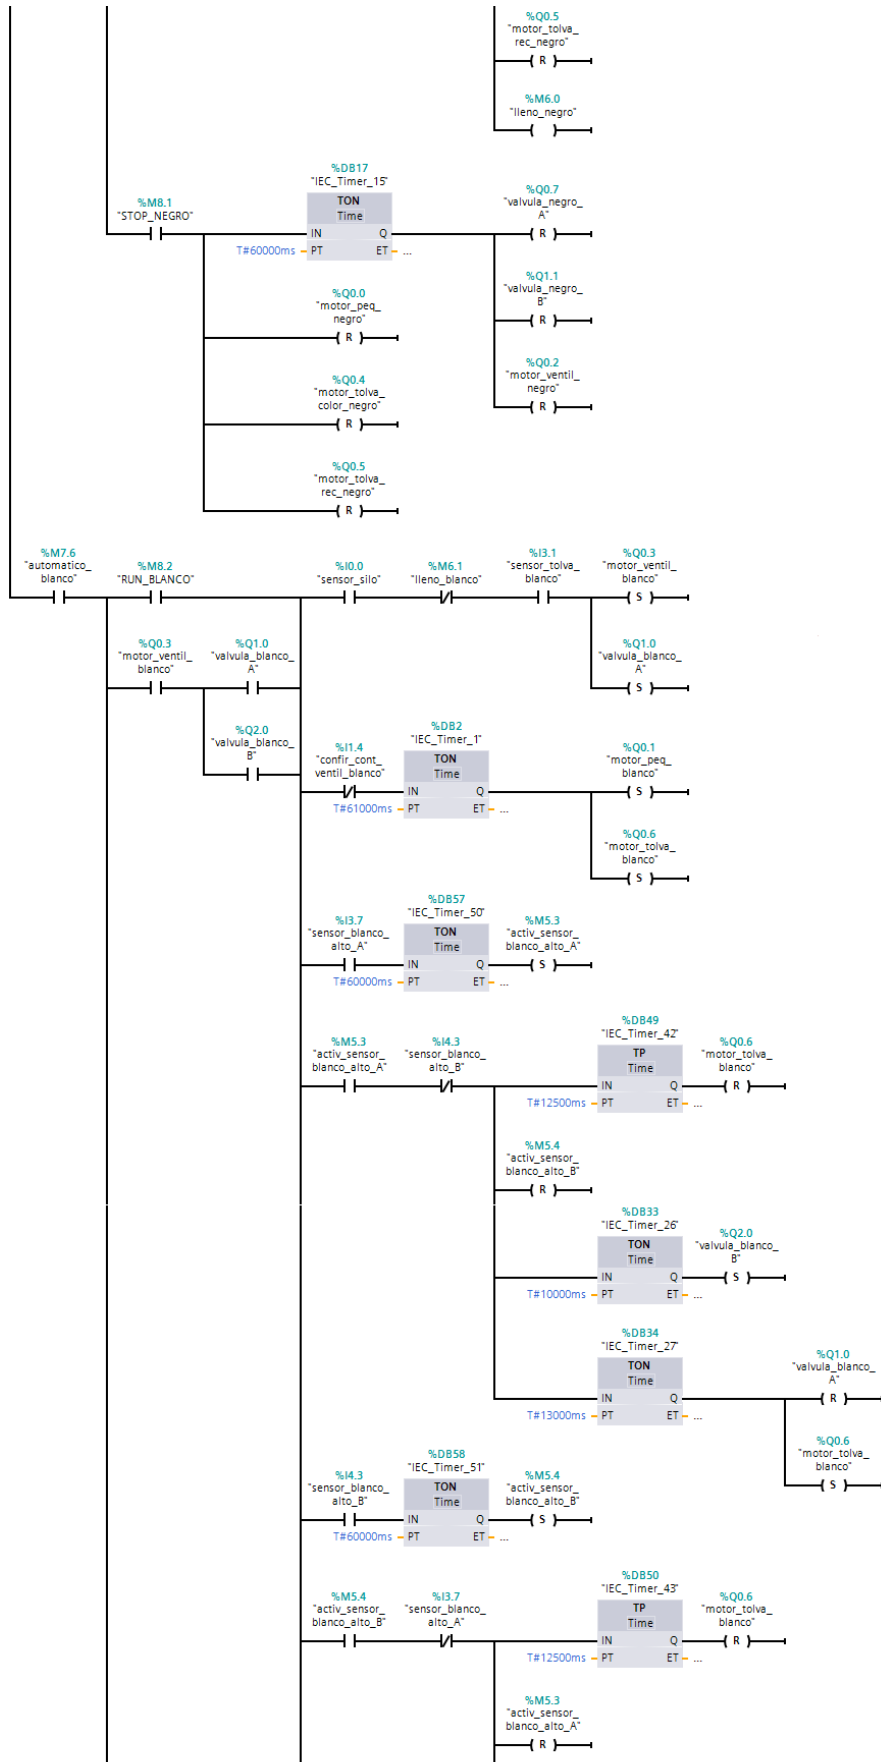 %Q0.5
"motor_tolva_
rec_negro"
( R )
%M6.0
"lleno_negro"
( )
%DB17
"IEC_Timer_15"
%M8.1
"STOP_NEGRO"
TON
Time
IN Q
T#60000ms PT ET ...
%Q0.7
"valvula_negro_
A"
( R )
%Q1.1
"valvula_negro_
B"
( R )
%Q0.2
"motor_ventil_
negro"
( R )
%Q0.0
"motor_peq_
negro"
( R )
%Q0.4
"motor_tolva_
color_negro"
( R )
%Q0.5
"motor_tolva_
rec_negro"
( R )
%M7.6
"automatico_
blanco"
%M8.2
"RUN_BLANCO"
%I0.0
"sensor_silo"
%M6.1
"lleno_blanco"
%I3.1
"sensor_tolva_
blanco"
%Q0.3
"motor_ventil_
blanco"
( S )
%Q0.3
"motor_ventil_
blanco"
%Q1.0
"valvula_blanco_
A"
%Q1.0
"valvula_blanco_
A"
( S )
%Q2.0
"valvula_blanco_
B"
%I1.4
"confir_cont_
ventil_blanco"
%DB2
"IEC_Timer_1"
TON
Time
IN Q
T#61000ms PT ET ...
%Q0.1
"motor_peq_
blanco"
( S )
%Q0.6
"motor_tolva_
blanco"
( S )
%I3.7
"sensor_blanco_
alto_A"
%DB57
"IEC_Timer_50"
TON
Time
IN Q
T#60000ms PT ET ...
%M5.3
"activ_sensor_
blanco_alto_A"
( S )
%M5.3
"activ_sensor_
blanco_alto_A"
%I4.3
"sensor_blanco_
alto_B"
%DB49
"IEC_Timer_42"
TP
Time
IN Q
T#12500ms PT ET ...
%Q0.6
"motor_tolva_
blanco"
( R )
%M5.4
"activ_sensor_
blanco_alto_B"
( R )
%DB33
"IEC_Timer_26"
TON
Time
IN Q
T#10000ms PT ET ...
%Q2.0
"valvula_blanco_
B"
( S )
%DB34
"IEC_Timer_27"
TON
Time
IN Q
T#13000ms PT ET ...
%Q1.0
"valvula_blanco_
A"
( R )
%Q0.6
"motor_tolva_
blanco"
( S )
%I4.3
"sensor_blanco_
alto_B"
%DB58
"IEC_Timer_51"
TON
Time
IN Q
T#60000ms PT ET ...
%M5.4
"activ_sensor_
blanco_alto_B"
( S )
%M5.4
"activ_sensor_
blanco_alto_B"
%I3.7
"sensor_blanco_
alto_A"
%DB50
"IEC_Timer_43"
TP
Time
IN Q
T#12500ms PT ET ...
%Q0.6
"motor_tolva_
blanco"
( R )
%M5.3
"activ_sensor_
blanco_alto_A"
( R )